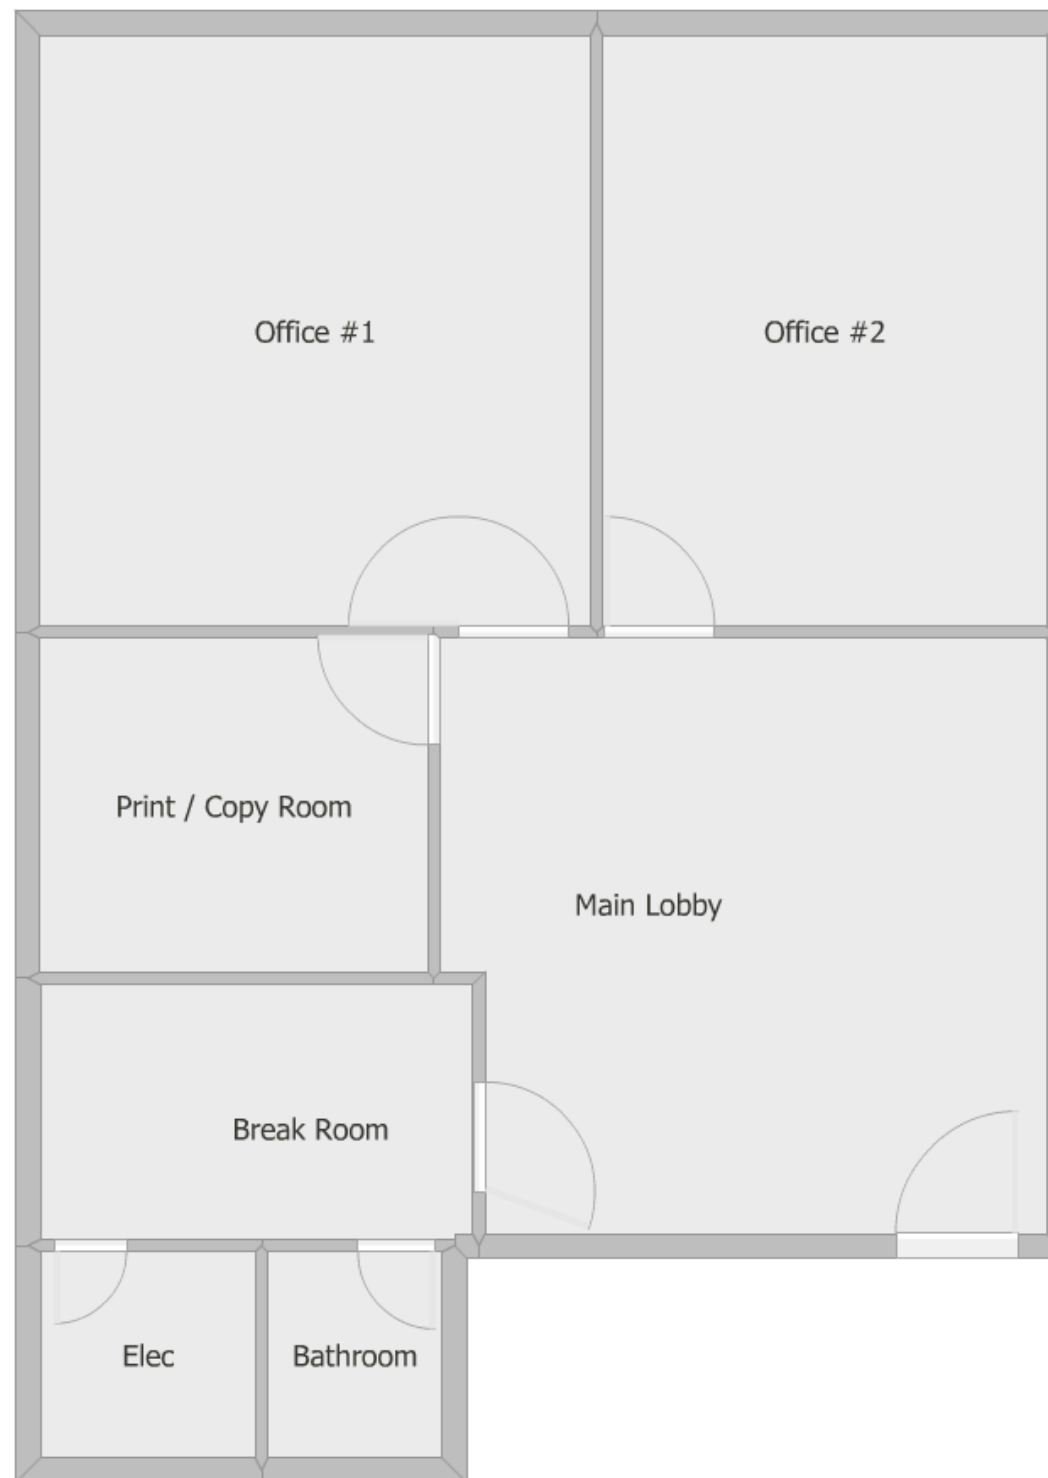 Office #1
Office #2
Print / Copy Room
Main Lobby
Break Room
Elec
Bathroom